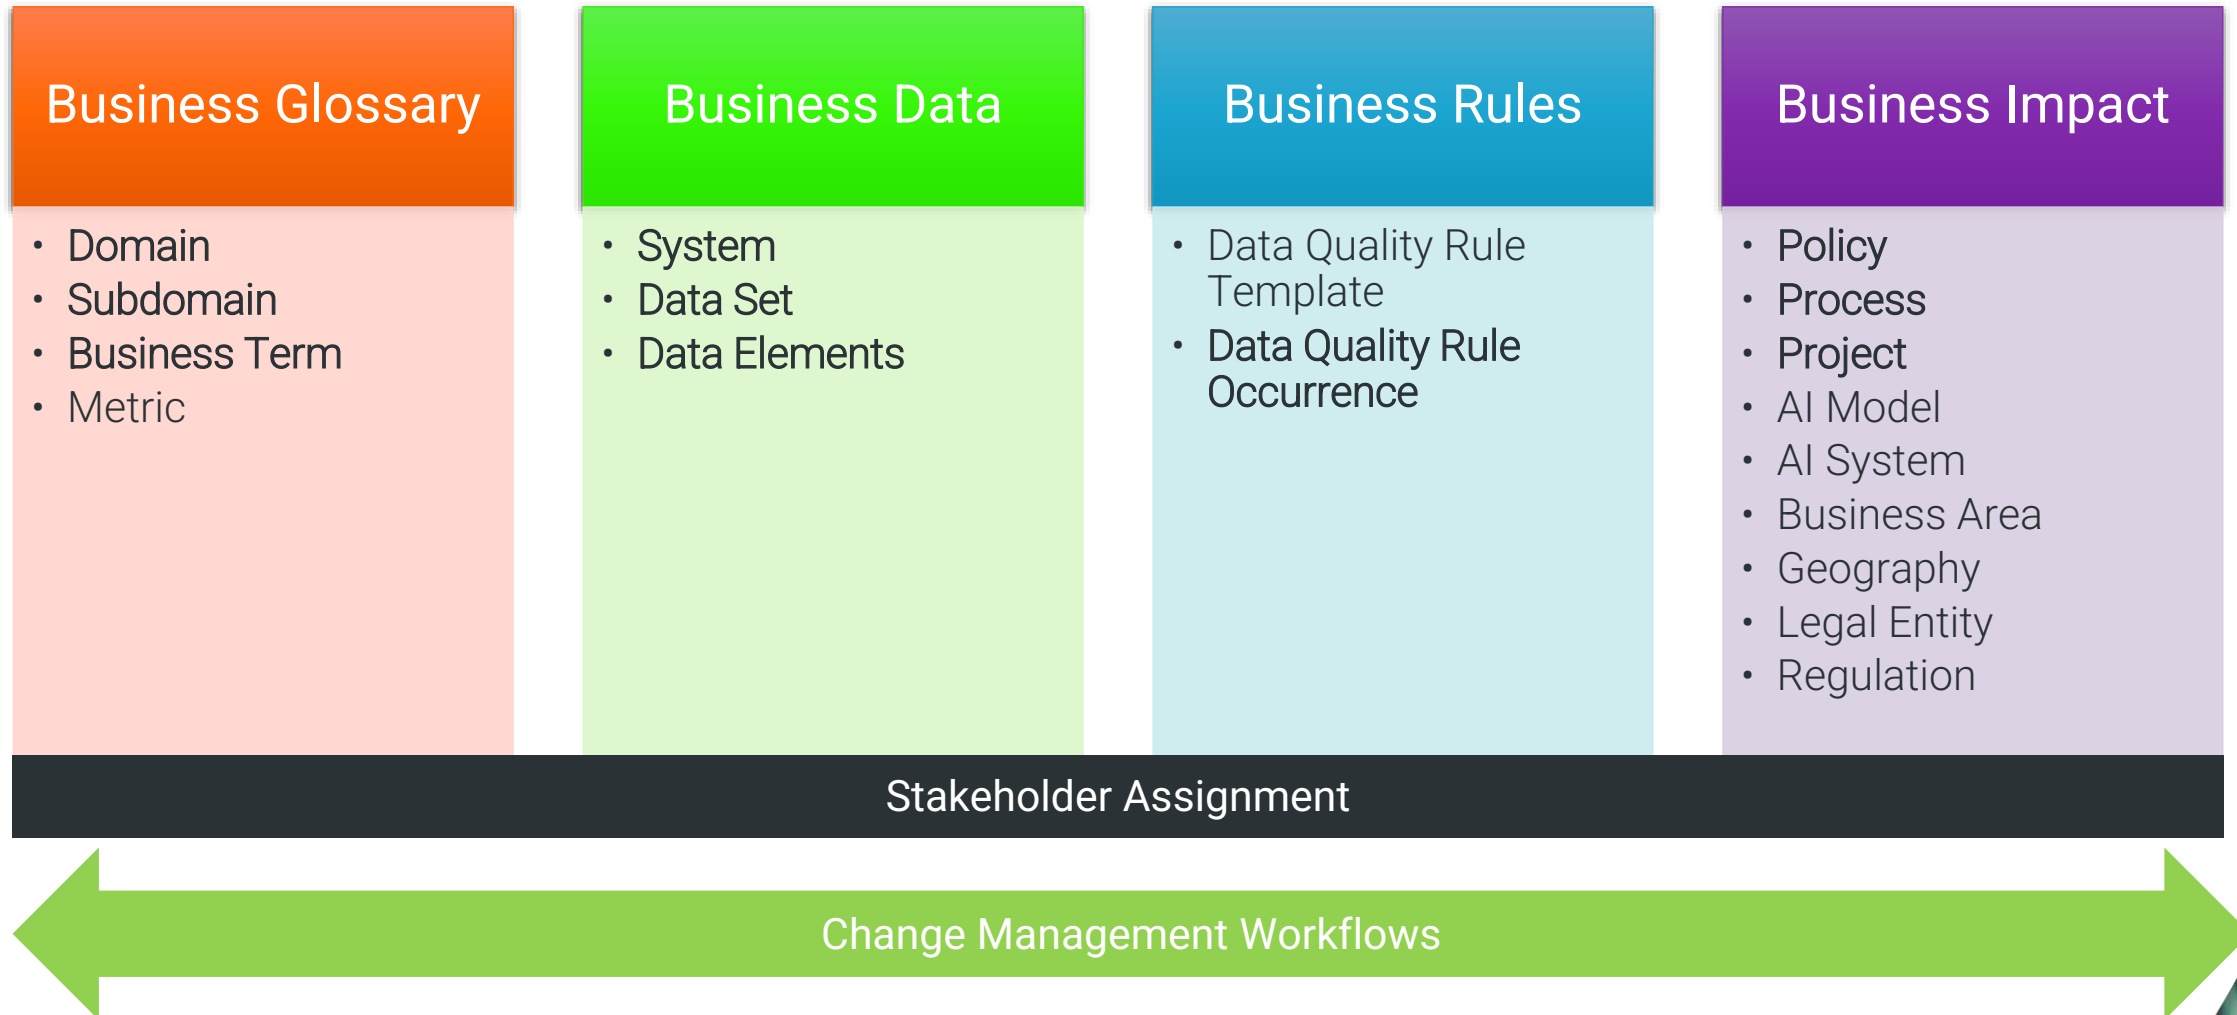 Business Glossary
• Domain
• Subdomain
• Business Term
• Metric
Business Data
• System
• Data Set
• Data Elements
Business Rules
• Data Quality Rule
Template
• Data Quality Rule
Occurrence
Business Impact
• Policy
• Process
• Project
• AI Model
• AI System
• Business Area
• Geography
• Legal Entity
• Regulation
Stakeholder Assignment
Change Management Workflows